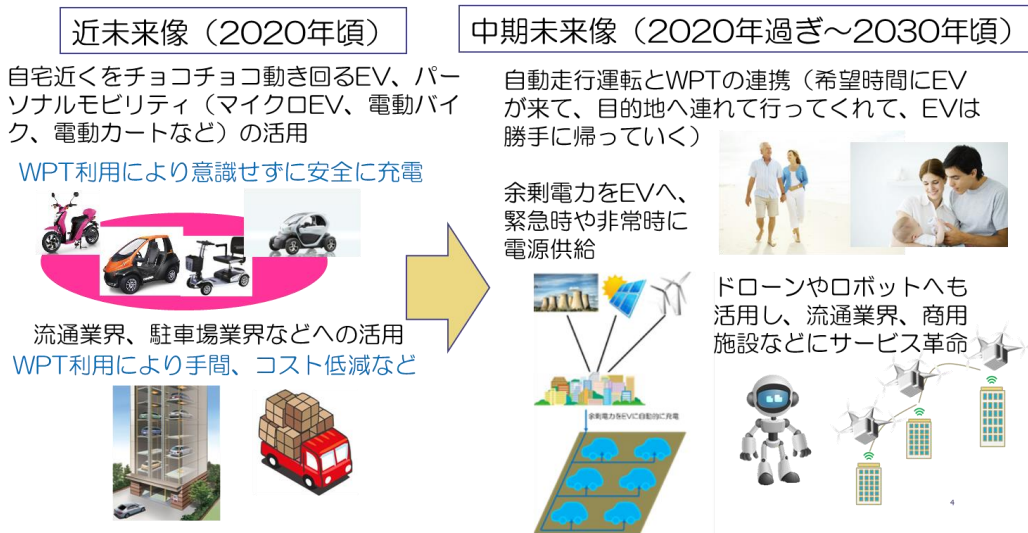 近未来像（2020年頃）
自宅近くをチョコチョコ動き回るEV、パー
ソナルモビリティ（マイクロEV、電動バイ
ク、電動カートなど）の活用
WPT利用により意識せずに安全に充電
流通業界、駐車場業界などへの活用
WPT利用により手間、コスト低減など
中期未来像（2020年過ぎ～2030年頃）
自動走行運転とWPTの連携（希望時間にEV
が来て、目的地へ連れて行ってくれて、EVは
勝手に帰っていく）
余剰電力をEVへ、
緊急時や非常時に
電源供給
余剰電力をEVに自動的に充電
ドローンやロボットへも
活用し、流通業界、商用
施設などにサービス革命
4